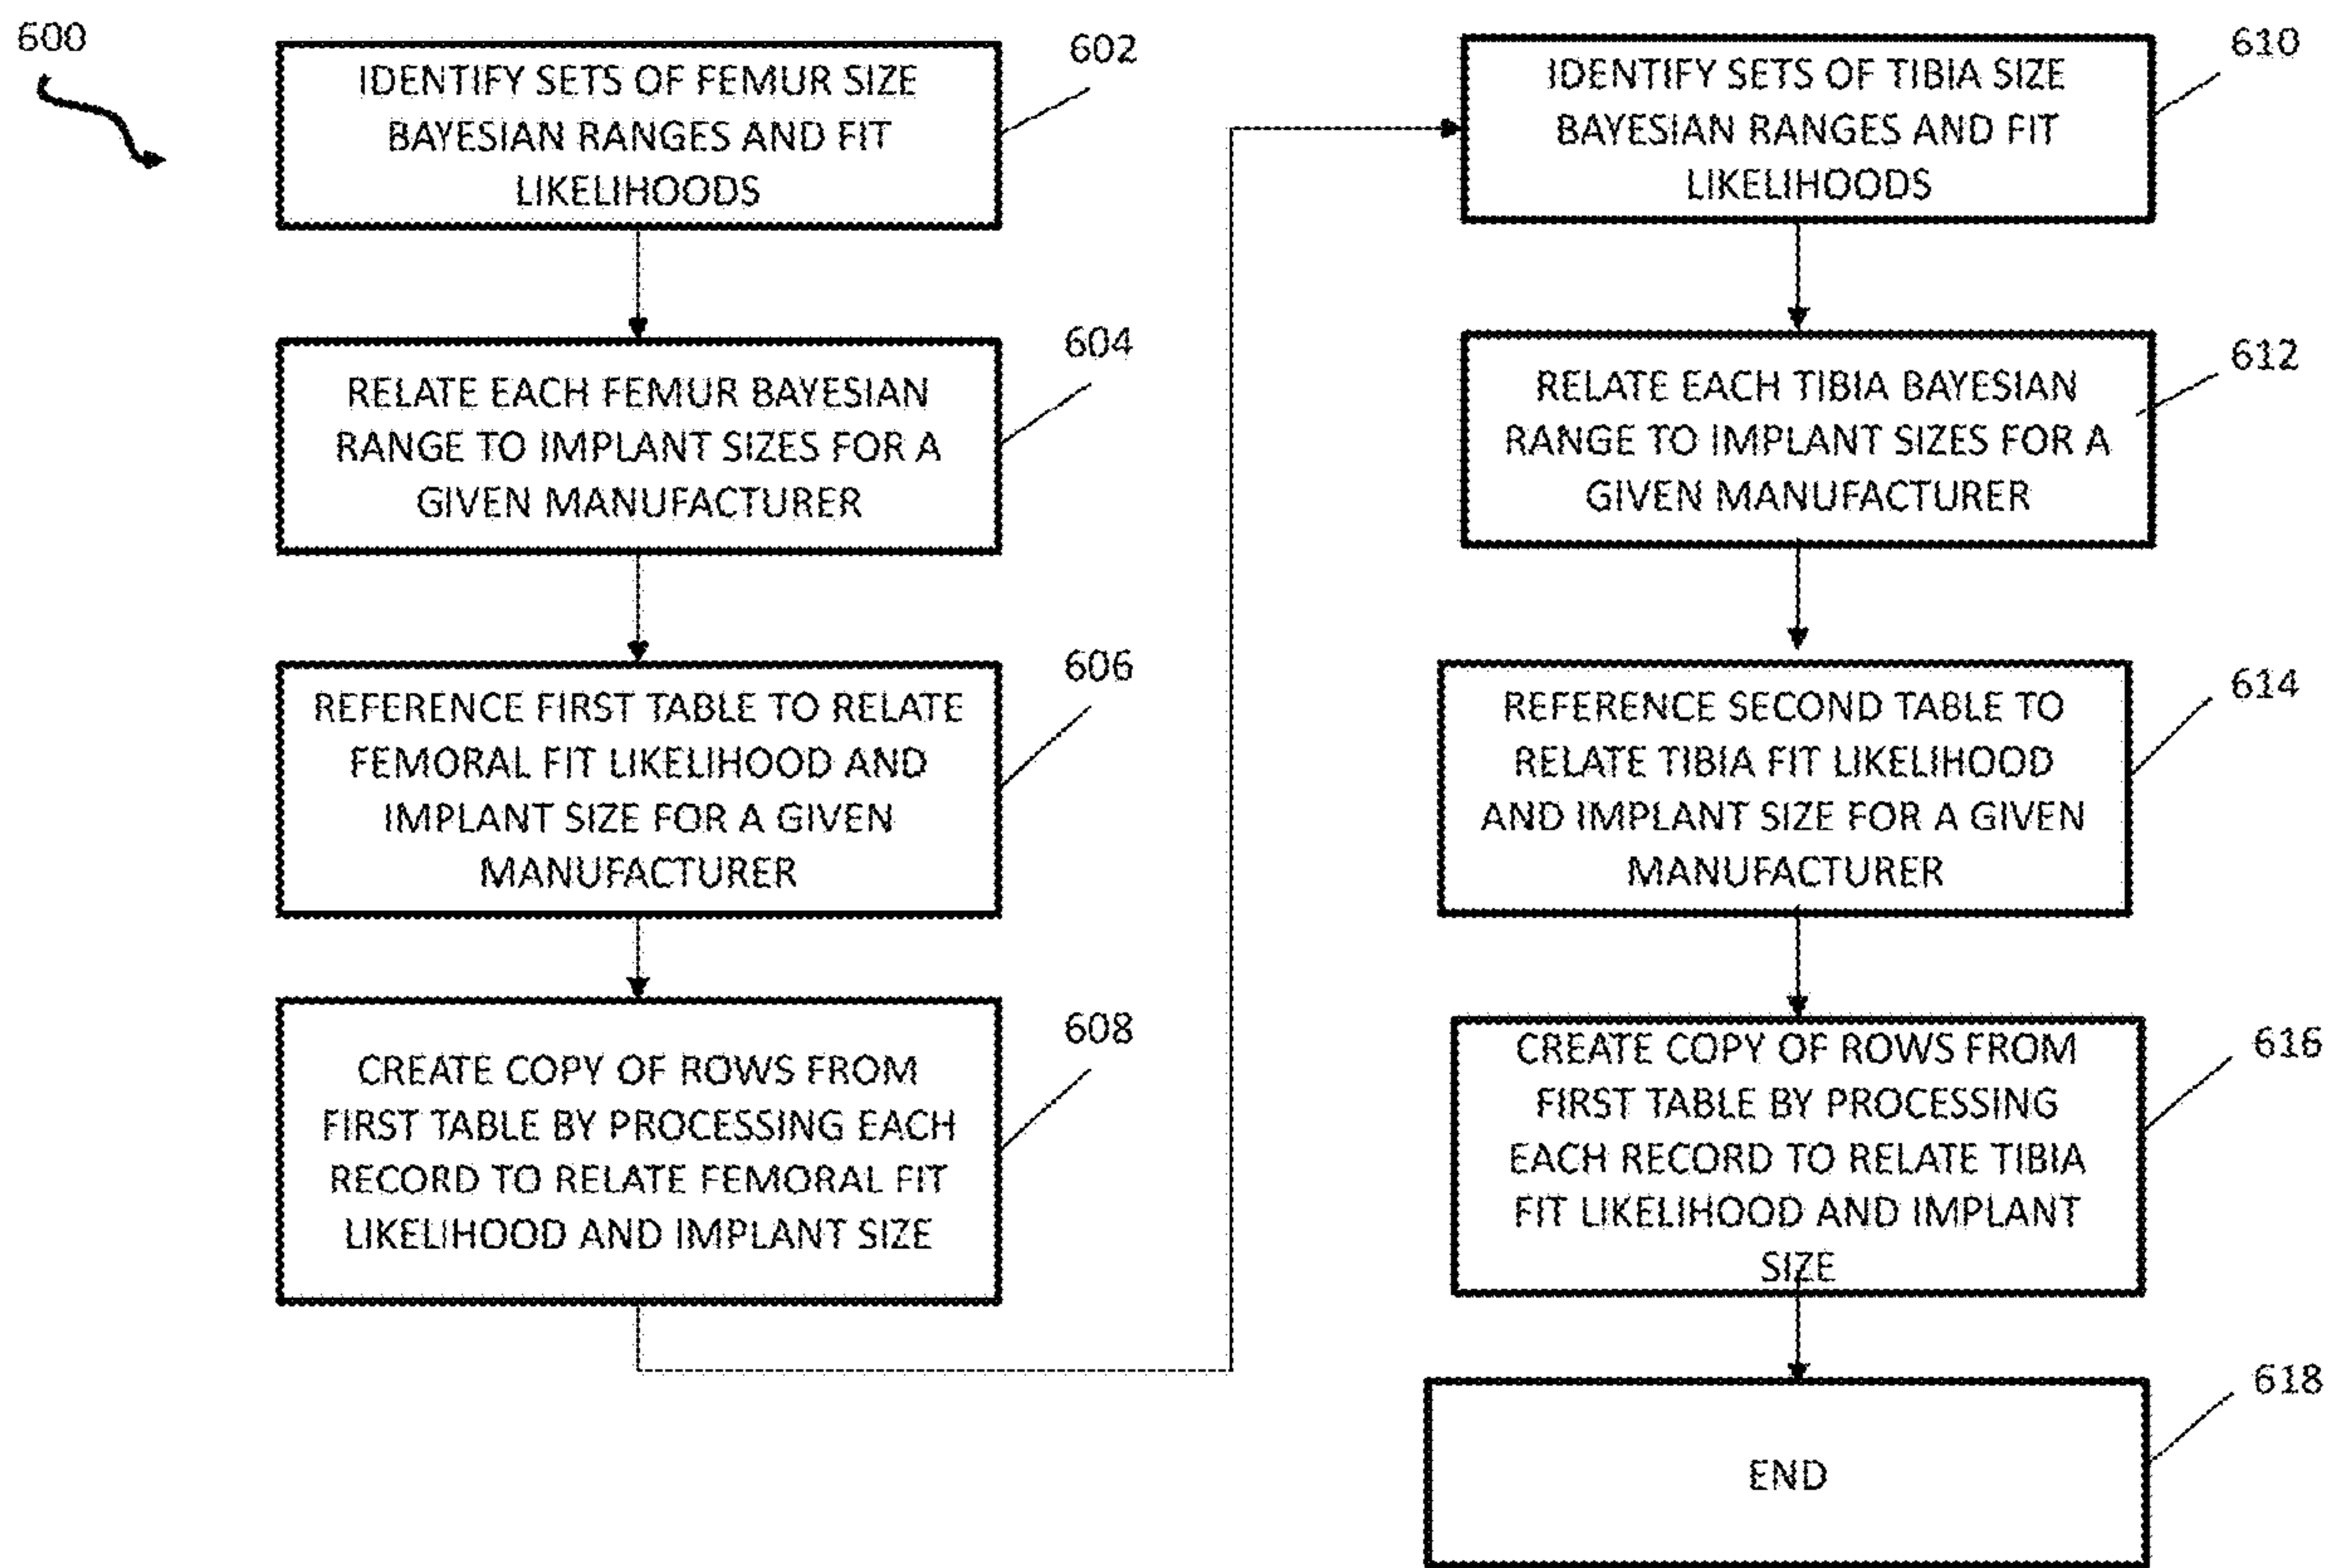 600
602
IDENTIFY SETS OF FEMUR SIZE
BAYESIAN RANGES AND FIT
LIKELIHOODS
604
RELATE EACH FEMUR BAYESIAN
RANGE TO IMPLANT SIZES FOR A
GIVEN MANUFACTURER
606
REFERENCE FIRST TABLE TO RELATE
FEMORAL FIT LIKELIHOOD AND
IMPLANT SIZE FOR A GIVEN
MANUFACTURER
608
CREATE COPY OF ROWS FROM
FIRST TABLE BY PROCESSING EACH
RECORD TO RELATE FEMORAL FIT
LIKELIHOOD AND IMPLANT SIZE
610
IDENTIFY SETS OF TIBIA SIZE
BAYESIAN RANGES AND FIT
LIKELIHOODS
612
RELATE EACH TIBIA BAYESIAN
RANGE TO IMPLANT SIZES FOR A
GIVEN MANUFACTURER
614
REFERENCE SECOND TABLE TO
RELATE TIBIA FIT LIKELIHOOD
AND IMPLANT SIZE FOR A GIVEN
MANUFACTURER
616
CREATE COPY OF ROWS FROM
FIRST TABLE BY PROCESSING
EACH RECORD TO RELATE TIBIA
FIT LIKELIHOOD AND IMPLANT
SIZE
618
END